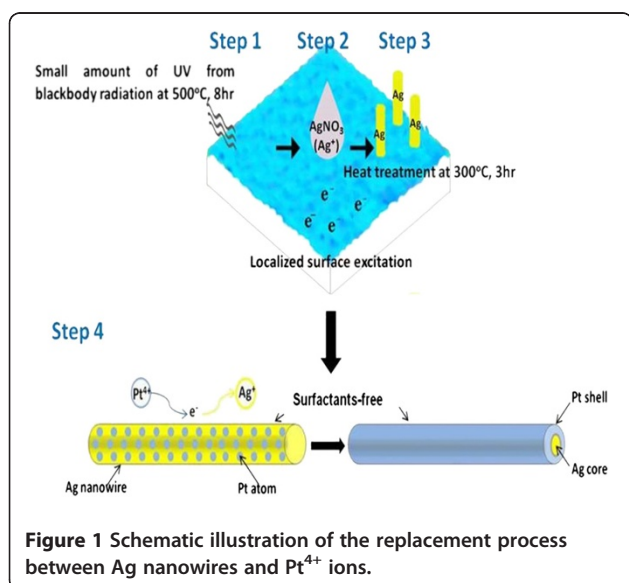 Step 1
Step 2
Step 3
Small amount of UV from
blackbody radiation at 500ºC, 8hr
AgNO₃
(Ag⁺)
Ag
Ag
Ag
Heat treatment at 300ºC, 3hr
e⁻
e⁻
e⁻
e⁻
Localized surface excitation
Step 4
Pt⁴⁺
e⁻
Ag⁺
Surfactants-free
Pt shell
Ag core
Ag nanowire
Pt atom
Figure 1 Schematic illustration of the replacement process
between Ag nanowires and Pt⁴⁺ ions.